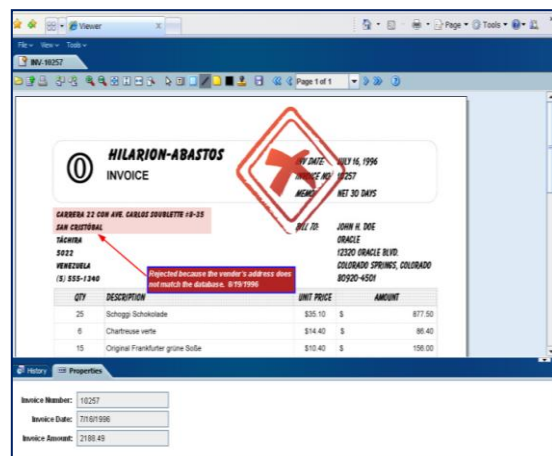 Viewer x
Page Tools
File View Tools
INV-10257
Page 1 of 1
HILARION-ABASTOS
INVOICE
INV DATE: JULY 16, 1996
INVOICE NO: 10257
MEMO: NET 30 DAYS
CARRERA 22 CON AVE. CARLOS SOUBLETTE #8-35
SAN CRISTÓBAL
TÁCHIRA
5022
VENEZUELA
(5) 555-1340
BILL TO: JOHN H. DOE
ORACLE
12320 ORACLE BLVD.
COLORADO SPRINGS, COLORADO
80920-4501
Rejected because the vender's address does
not match the database. 8/19/1996
QTY DESCRIPTION UNIT PRICE AMOUNT
25 Schoggi Schokolade $35.10 $ 877.50
6 Chartreuse verte $14.40 $ 86.40
15 Original Frankfurter grüne Soße $10.40 $ 156.00
History Properties
Invoice Number: 10257
Invoice Date: 7/16/1996
Invoice Amount: 2188.49